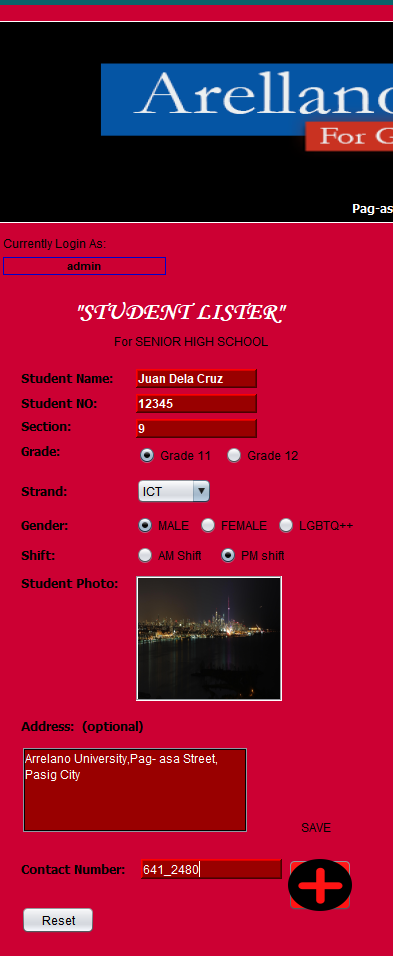 Arellano
For G
Pag-as
Currently Login As:
admin
"STUDENT LISTER"
For SENIOR HIGH SCHOOL
Student Name: Juan Dela Cruz
Student NO: 12345
Section: 9
Grade: Grade 11 Grade 12
Strand: ICT
Gender: MALE FEMALE LGBTQ++
Shift: AM Shift PM shift
Student Photo:
Address: (optional)
Arrelano University,Pag- asa Street,
Pasig City
SAVE
Contact Number: 641_2480
Reset